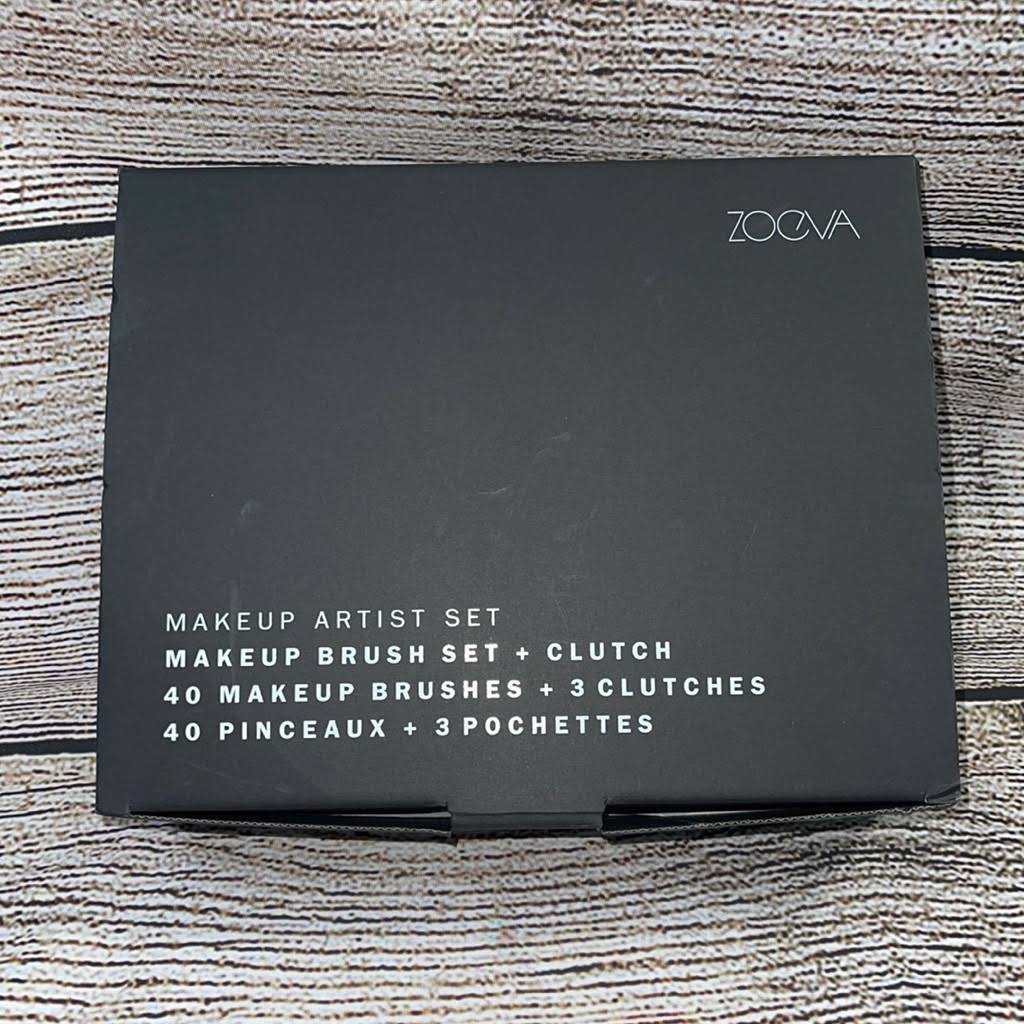 ZOEVA
MAKEUP ARTIST SET
MAKEUP BRUSH SET + CLUTCH
40 MAKEUP BRUSHES + 3 CLUTCHES
40 PINCEAUX + 3 POCHETTES